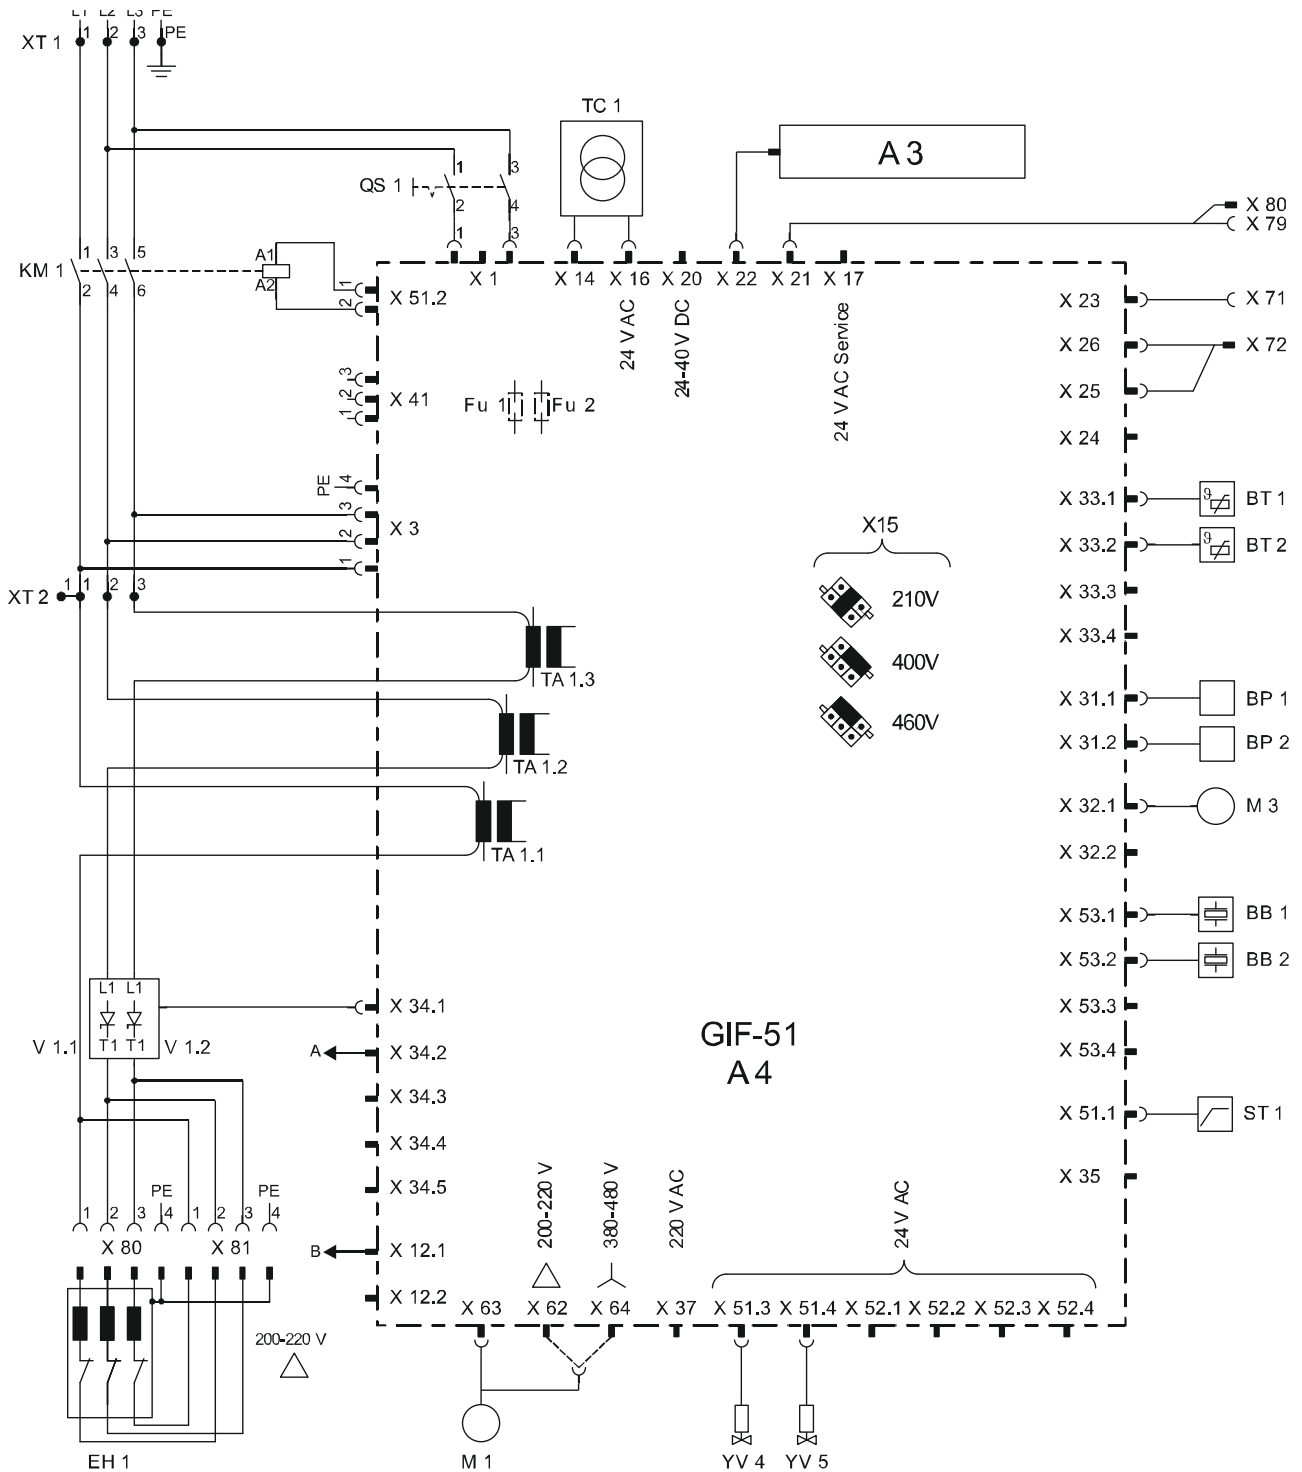 L1 L2 L3 PE
XT 1 1 2 3 PE
TC 1
A 3
QS 1 1 3
2 4
1 3
X 80
X 79
KM 1 1 3 5 A1
2 4 6 A2
1 X 51.2
2
X 1 X 14 X 16 X 20 X 22 X 21 X 17
24 V AC
24-40 V DC
24 V AC Service
X 23 X 71
X 26 X 72
X 25
X 24
3
2 X 41
1
Fu 1 Fu 2
PE 4
3
X 3
2
1
X 33.1 ϑ BT 1
X 33.2 ϑ BT 2
X 33.3
X 33.4
X15
210V
400V
460V
XT 2 1 1 2 3
TA 1.3
TA 1.2
TA 1.1
X 31.1 BP 1
X 31.2 BP 2
X 32.1 M 3
X 32.2
X 53.1 BB 1
X 53.2 BB 2
X 53.3
X 53.4
X 51.1 ST 1
X 35
L1 L1
T1 T1
V 1.1 V 1.2
X 34.1
A X 34.2
X 34.3
X 34.4
X 34.5
B X 12.1
X 12.2
GIF-51
A 4
PE PE
1 2 3 4 1 2 3 4
X 80 X 81
200-220 V
EH 1
200-220 V
380-480 V
220 V AC
24 V AC
X 63 X 62 X 64 X 37 X 51.3 X 51.4 X 52.1 X 52.2 X 52.3 X 52.4
M 1 YV 4 YV 5